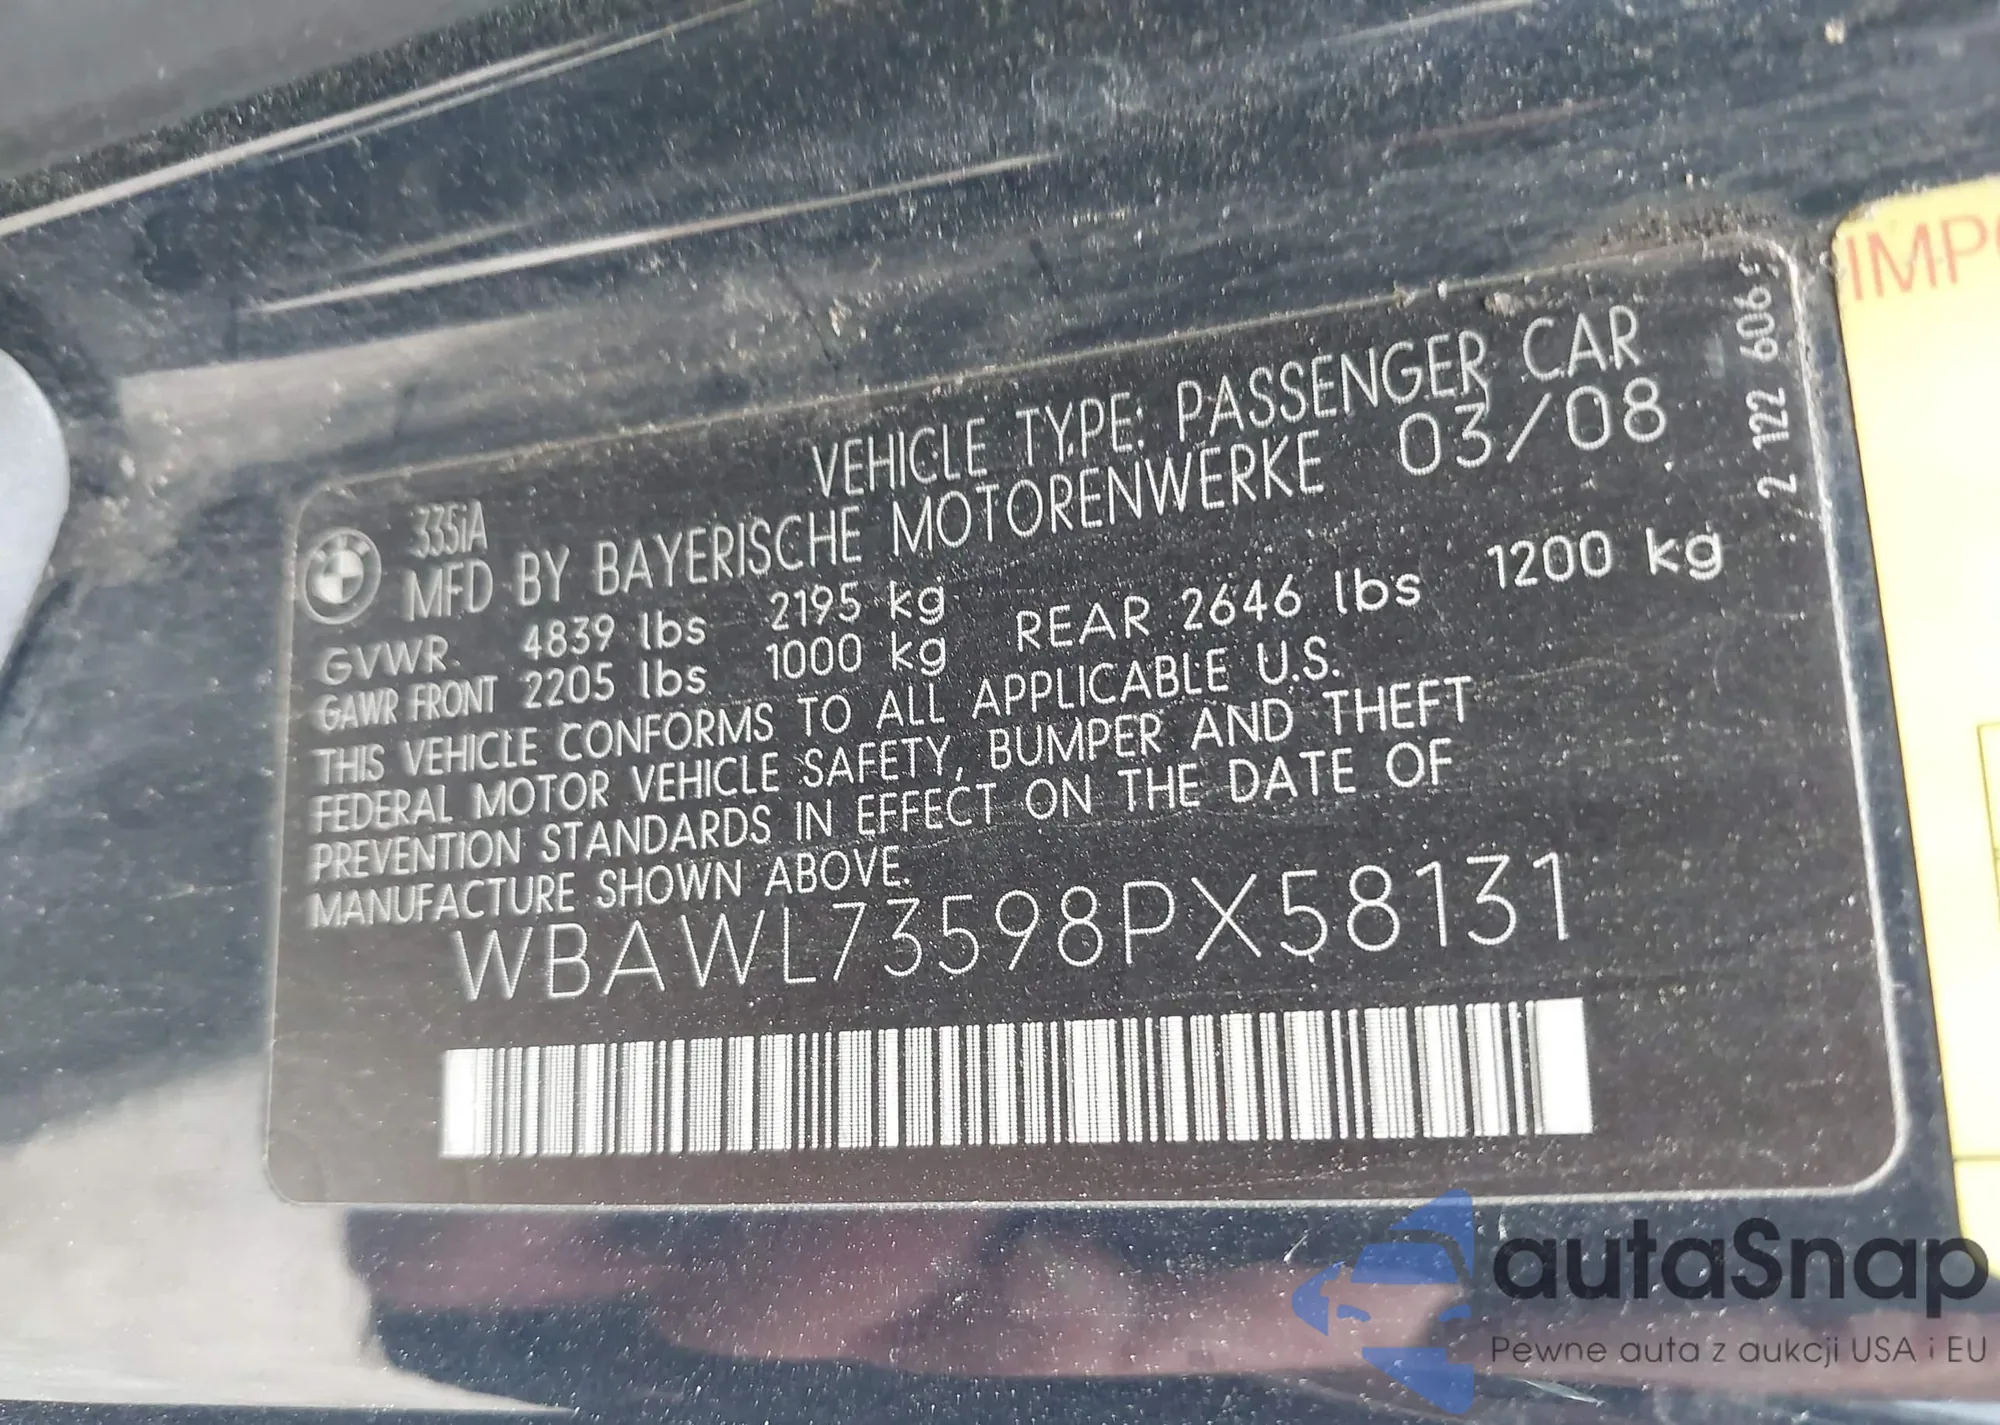 335iA
VEHICLE TYPE: PASSENGER CAR
MFD BY BAYERISCHE MOTORENWERKE 03/08
GVWR 4839 lbs 2195 kg
GAWR FRONT 2205 lbs 1000 kg REAR 2646 lbs 1200 kg
THIS VEHICLE CONFORMS TO ALL APPLICABLE U.S.
FEDERAL MOTOR VEHICLE SAFETY, BUMPER AND THEFT
PREVENTION STANDARDS IN EFFECT ON THE DATE OF
MANUFACTURE SHOWN ABOVE.
WBAWL73598PX58131
2 122 606
autaSnap
Pewne auta z aukcji USA i EU